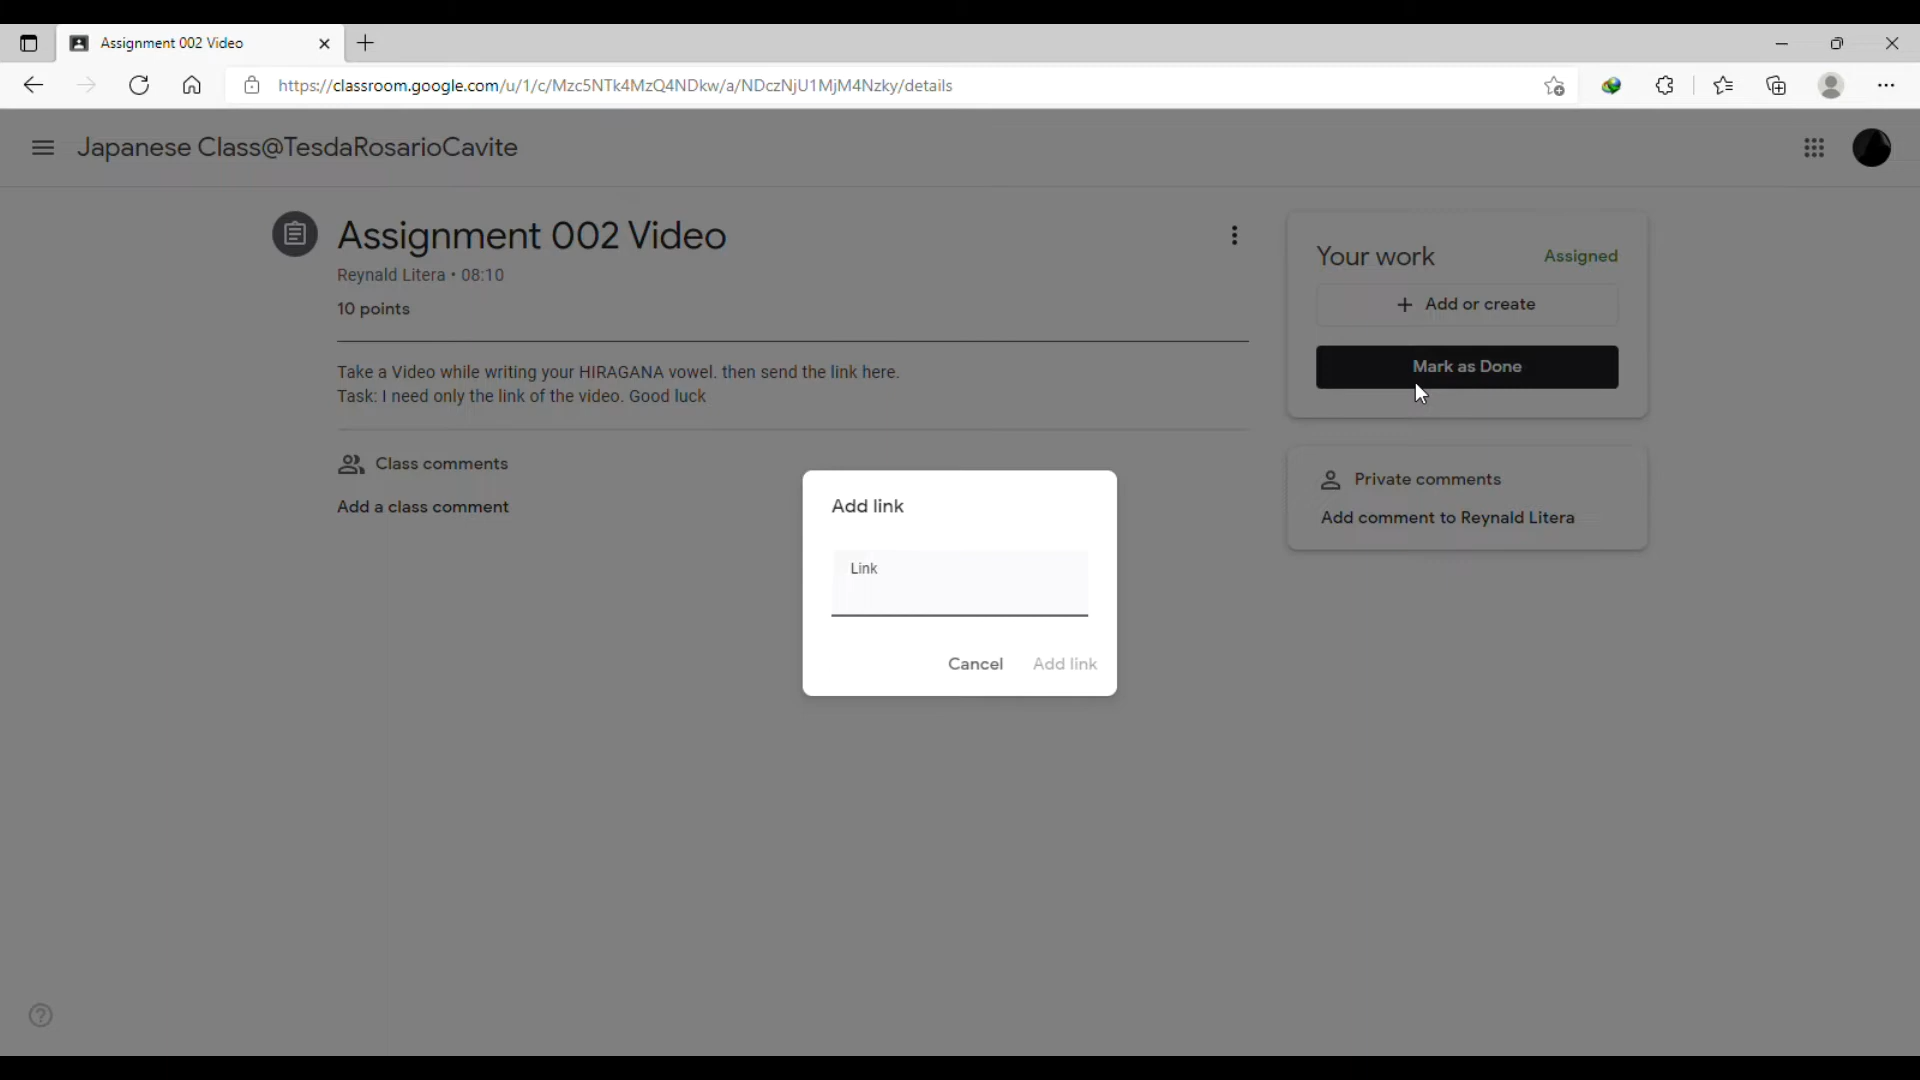 Assignment 002 Video
https://classroom.google.com/u/1/c/Mzc5NTk4MzQ4NDkw/a/NDczNjU1MjM4Nzky/details
Japanese Class@TesdaRosarioCavite
Assignment 002 Video
Reynald Litera • 08:10
10 points
Take a Video while writing your HIRAGANA vowel. then send the link here.
Task: I need only the link of the video. Good luck
Class comments
Add a class comment
Your work
Assigned
+ Add or create
Mark as Done
Private comments
Add comment to Reynald Litera
Add link
Link
Cancel
Add link